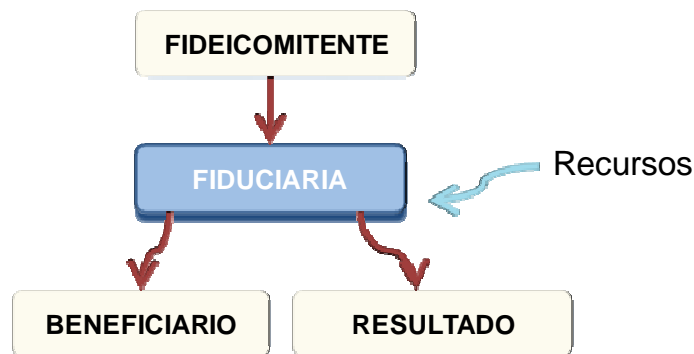 FIDEICOMITENTE
FIDUCIARIA
Recursos
BENEFICIARIO
RESULTADO